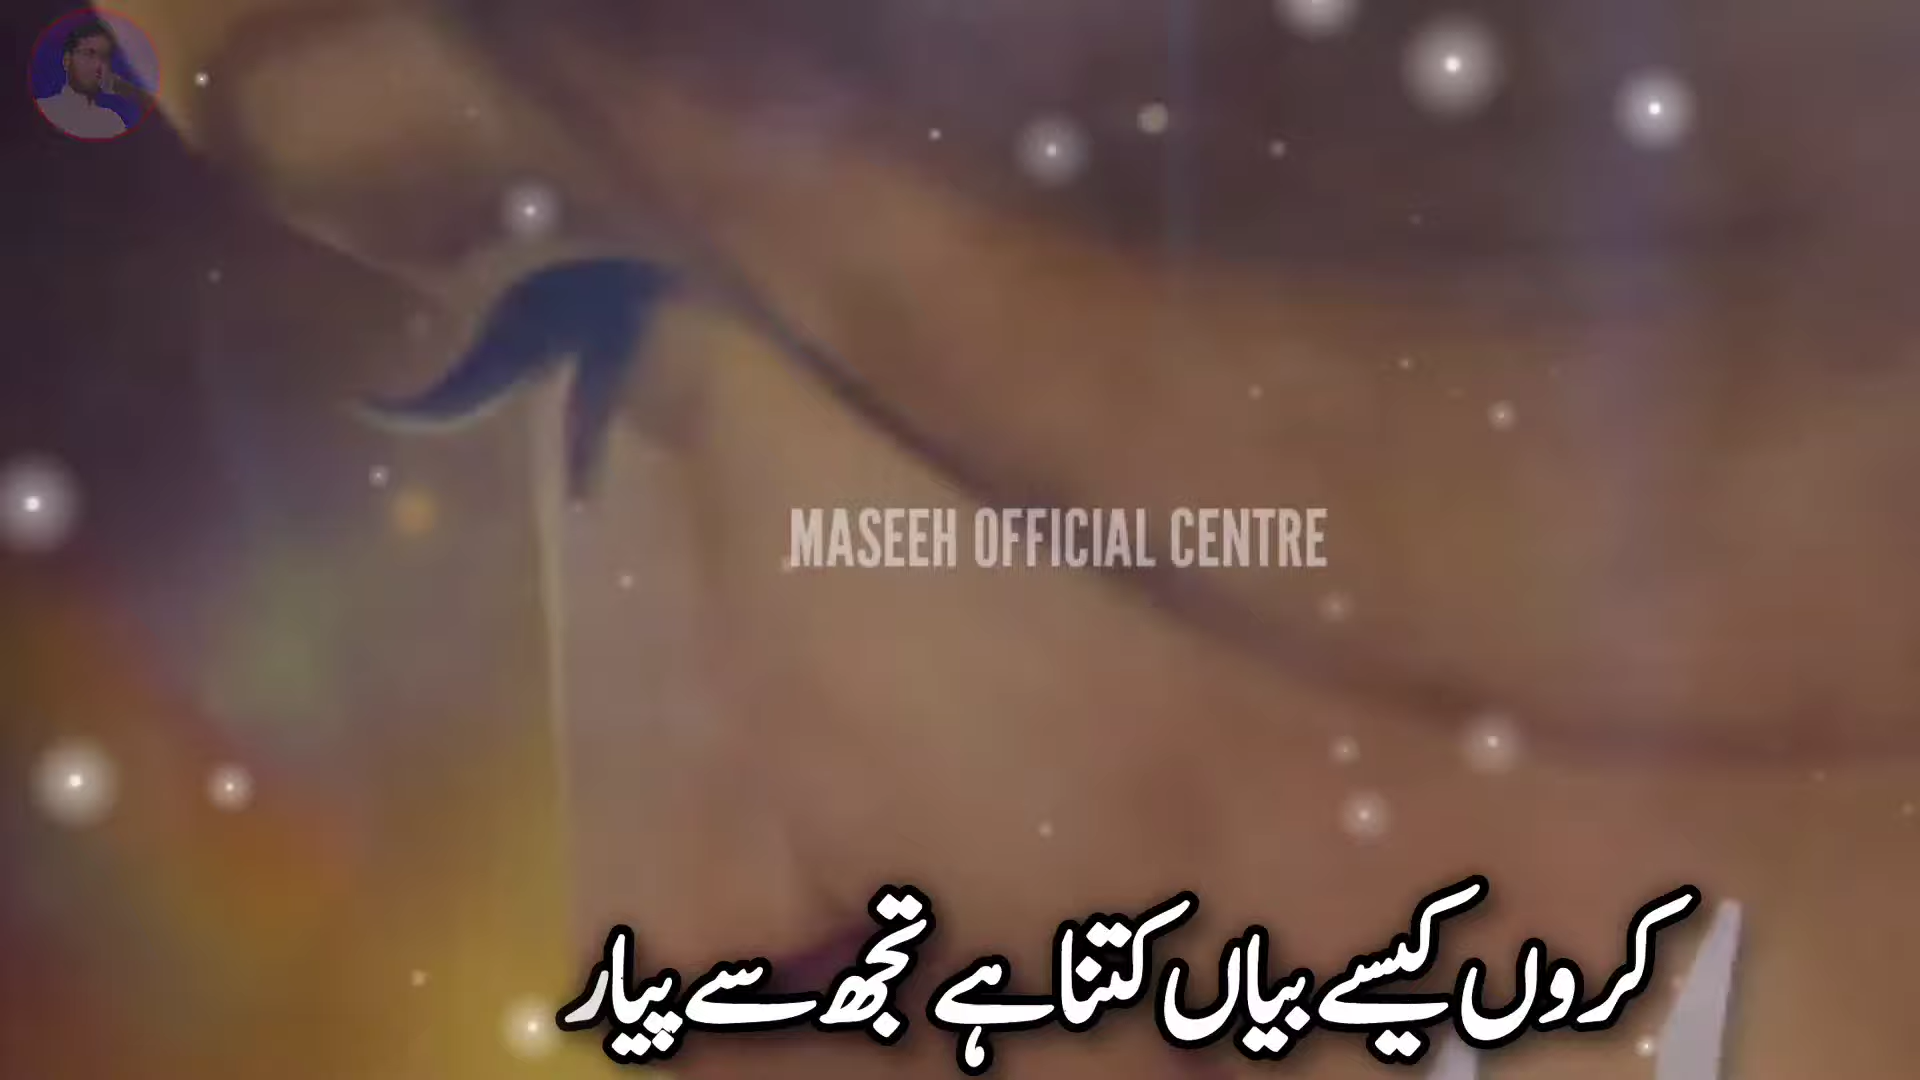 MASEEH OFFICIAL CENTRE
کروں کیسے بیاں کتنا ہے تجھ سے پیار